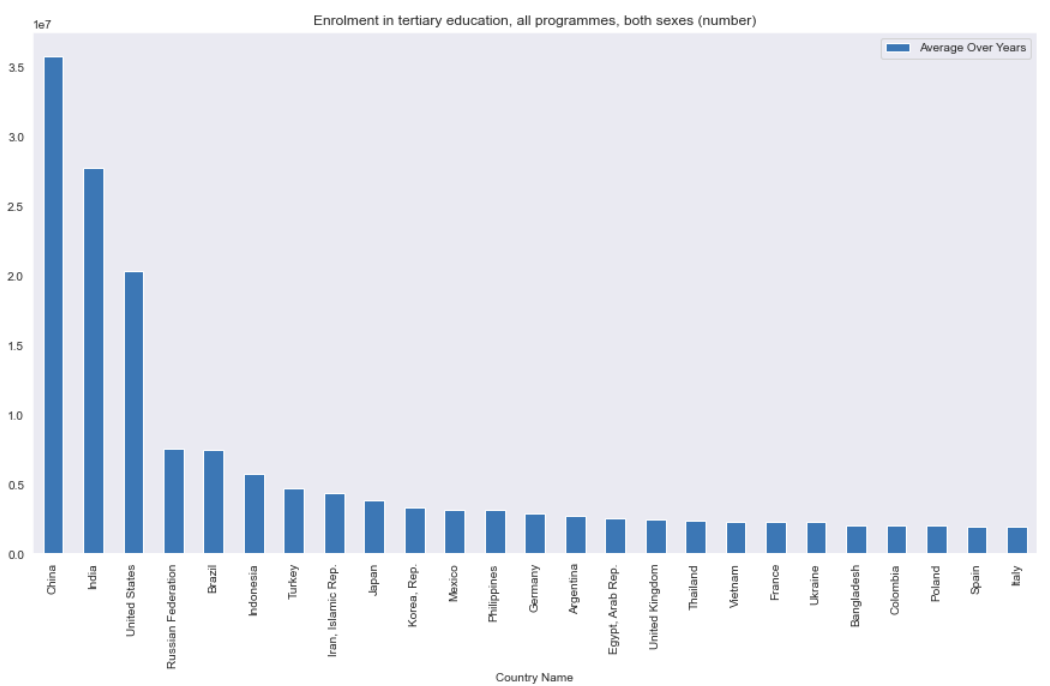 Enrolment in tertiary education, all programmes, both sexes (number)
1e7
Average Over Years
3.5
3.0
2.5
2.0
1.5
1.0
0.5
0.0
China
India
United States
Russian Federation
Brazil
Indonesia
Turkey
Iran, Islamic Rep.
Japan
Korea, Rep.
Mexico
Philippines
Germany
Argentina
Egypt, Arab Rep.
United Kingdom
Thailand
Vietnam
France
Ukraine
Bangladesh
Colombia
Poland
Spain
Italy
Country Name